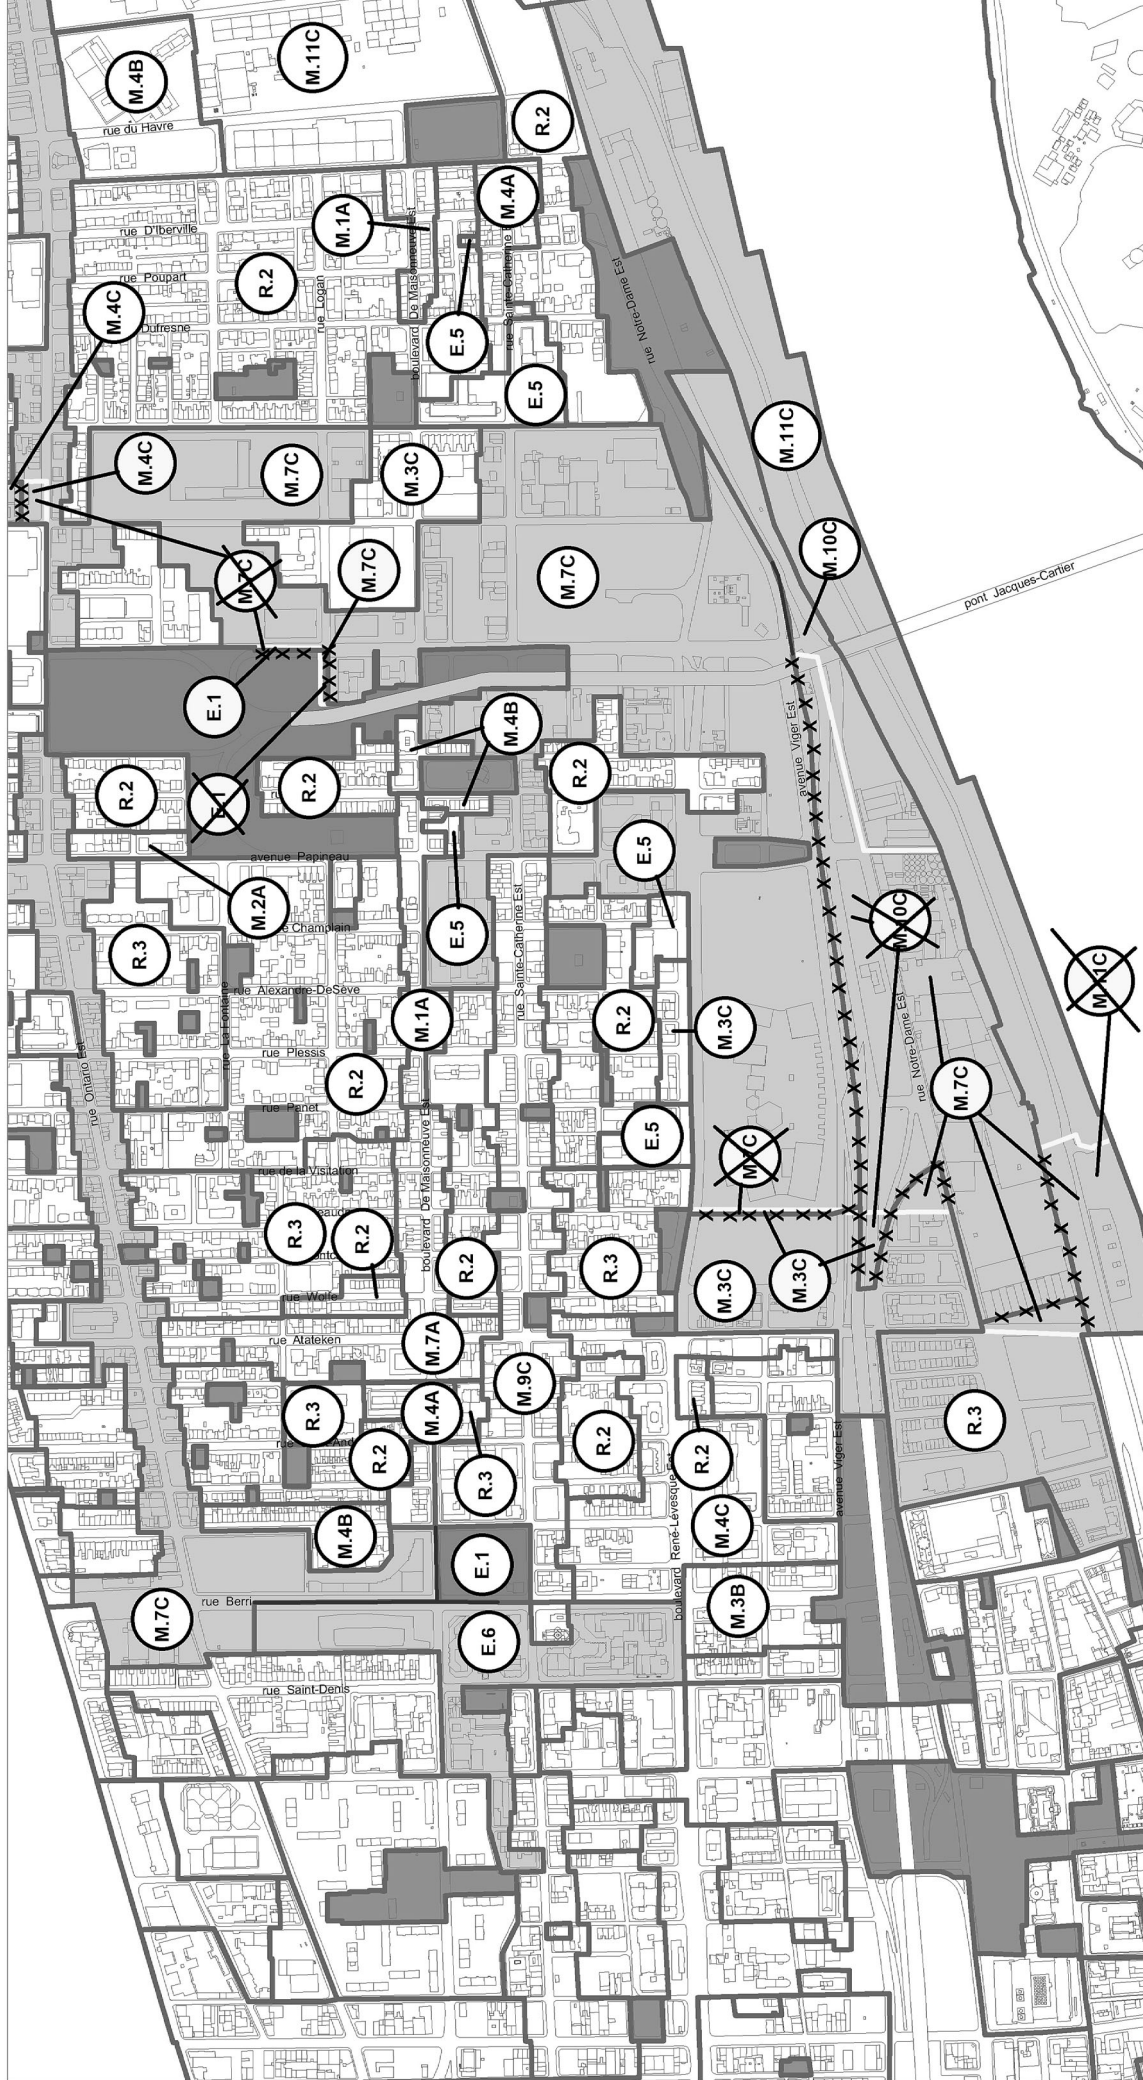 M.4B
M.11C
rue du Havre
R.2
M.4A
rue D'Iberville
M.1A
rue Poupart
R.2
rue Logan
boulevard De Maisonneuve Est
M.4C
Dufresne
E.5
rue Sainte-Catherine E
E.5
rue Notre-Dame Est
M.4C
M.7C
M.3C
M.11C
M.7C
M.7C
M.7C
M.10C
pont Jacques-Cartier
E.1
M.4B
R.2
E.1
R.2
R.2
avenue Viger Est
avenue Papineau
E.5
M.2A
R.3
e Champlain
E.5
rue Sainte-Catherine Est
M.10C
M.11C
rue Alexandre-DeSève
rue La Fontaine
M.1A
R.2
M.3C
rue Ontario Est
rue Plessis
R.2
rue Notre-Dame Est
M.7C
rue Panet
boulevard De Maisonneuve Est
E.5
M.7C
rue de la Visitation
R.3
R.2
R.2
R.3
M.3C
M.3C
rue Wolfe
rue Atateken
M.7A
M.9C
R.3
M.4A
R.2
R.2
R.3
R.2
R.3
boulevard René-Lévesque Est
M.4C
avenue Viger Est
M.4B
E.1
M.7C
rue Berri
M.3B
E.6
rue Saint-Denis